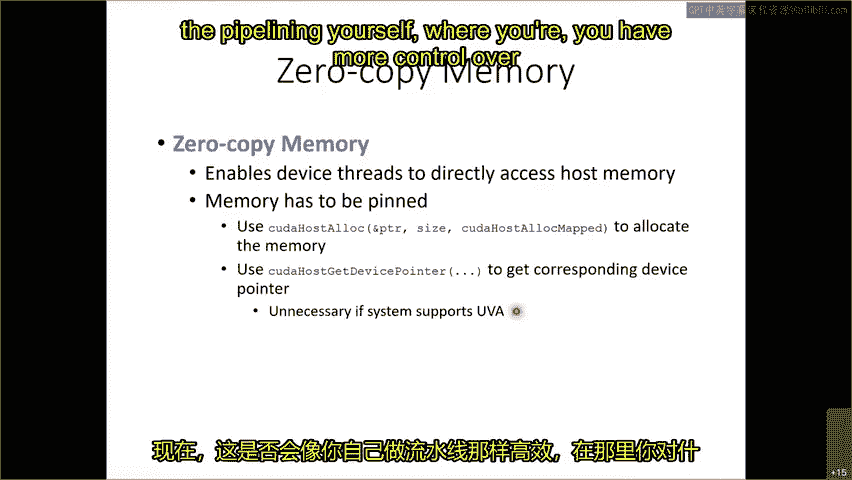 the pipelining yourself, where you're, you have
more control over
Zero-copy Memory
• Zero-copy Memory
• Enables device threads to directly access host memory
• Memory has to be pinned
• Use cudaHostAlloc(&ptr, size, cudaHostAllocMapped) to allocate
the memory
• Use cudaHostGetDevicePointer(...) to get corresponding device
pointer
• Unnecessary if system supports UVA
现在，这是否会像你自己做流水线那样高效，在那里你对什
+15